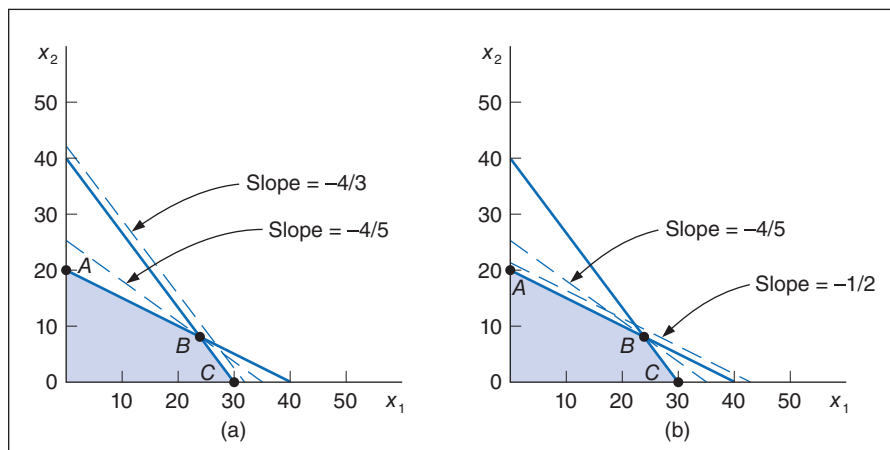 x2
50
40
30
20
10
0
10
20
30
40
50
x1
Slope = –4/3
Slope = –4/5
A
B
C
(a)
x2
50
40
30
20
10
0
10
20
30
40
50
x1
Slope = –4/5
Slope = –1/2
A
B
C
(b)